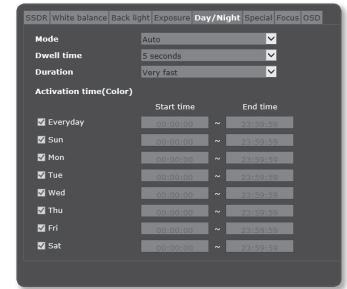 SSDR White balance Back light Exposure Day/Night Special Focus OSD
Mode Auto
Dwell time 5 seconds
Duration Very fast
Activation time(Color)
Start time End time
Everyday 00:00:00 ~ 23:59:59
Sun 00:00:00 ~ 23:59:59
Mon 00:00:00 ~ 23:59:59
Tue 00:00:00 ~ 23:59:59
Wed 00:00:00 ~ 23:59:59
Thu 00:00:00 ~ 23:59:59
Fri 00:00:00 ~ 23:59:59
Sat 00:00:00 ~ 23:59:59